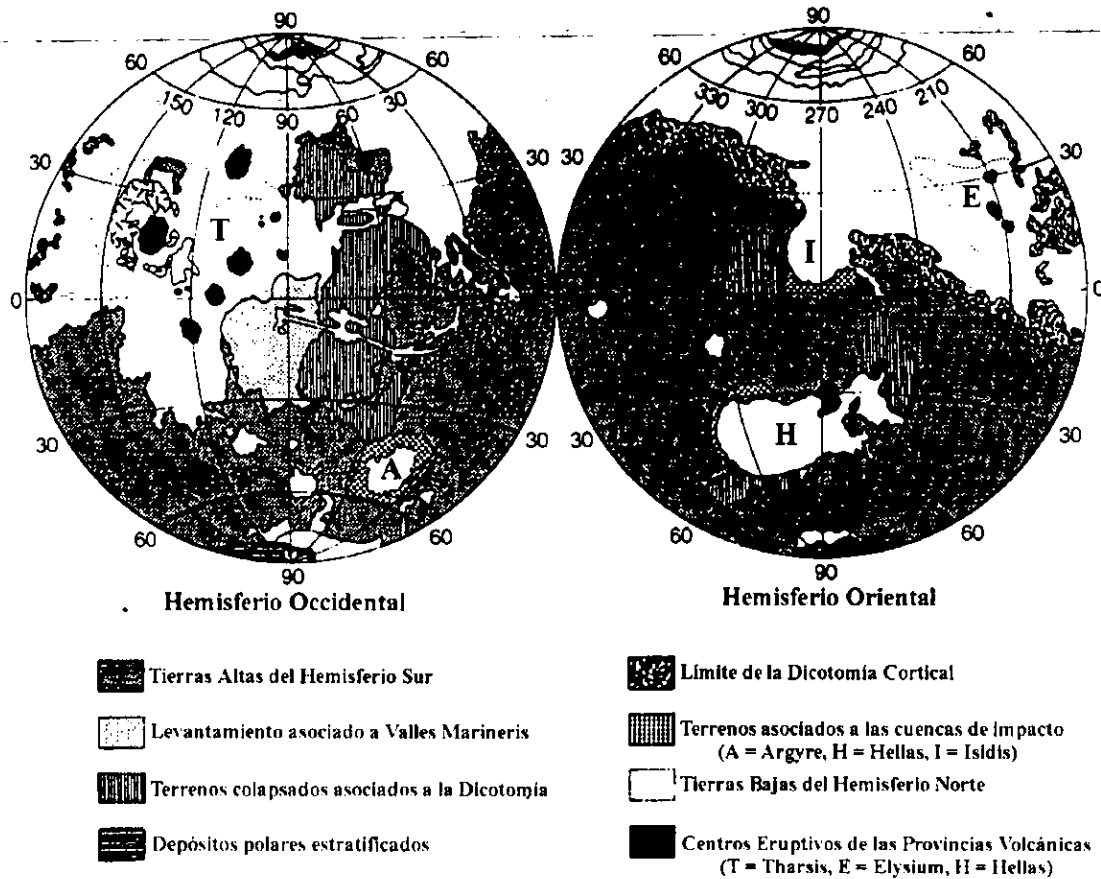 90
90
60
60
60
60
150
120
90
60
30
330
300
270
240
210
30
30
30
30
T
E
I
0
0
H
A
30
30
30
30
60
60
60
60
90
90
Hemisferio Occidental
Hemisferio Oriental
Tierras Altas del Hemisferio Sur
Levantamiento asociado a Valles Marineris
Terrenos colapsados asociados a la Dicotomía
Depósitos polares estratificados
Límite de la Dicotomía Cortical
Terrenos asociados a las cuencas de impacto
(A = Argyre, H = Hellas, I = Isidis)
Tierras Bajas del Hemisferio Norte
Centros Eruptivos de las Provincias Volcánicas
(T = Tharsis, E = Elysium, H = Hellas)